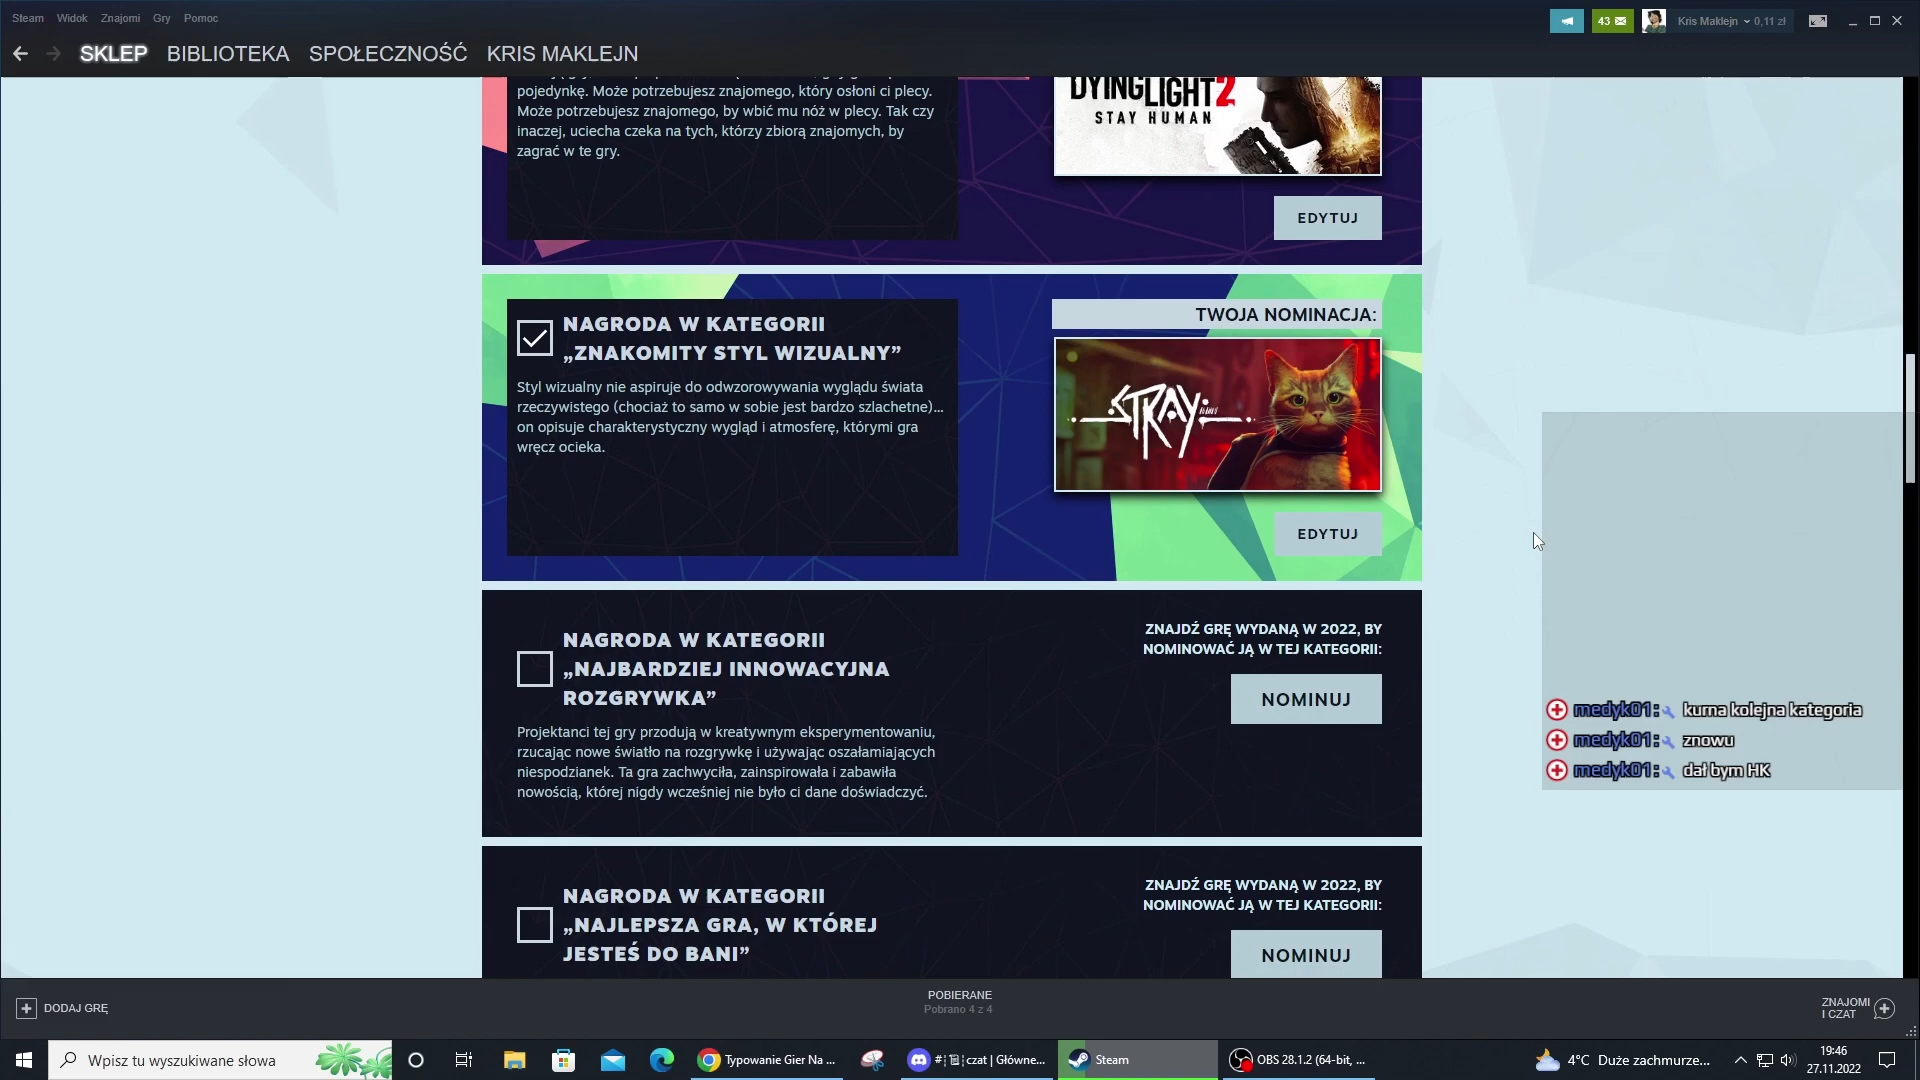 Steam Widok Znajomi Gry Pomoc
43
Kris Maklejn 0,11 zł
SKLEP BIBLIOTEKA SPOŁECZNOŚĆ KRIS MAKLEJN
pojedynkę. Może potrzebujesz znajomego, który osłoni ci plecy.
Może potrzebujesz znajomego, by wbić mu nóż w plecy. Tak czy
inaczej, uciecha czeka na tych, którzy zbiorą znajomych, by
zagrać w te gry.
DYING LIGHT 2
STAY HUMAN
EDYTUJ
NAGRODA W KATEGORII
„ZNAKOMITY STYL WIZUALNY”
Styl wizualny nie aspiruje do odwzorowywania wyglądu świata
rzeczywistego (chociaż to samo w sobie jest bardzo szlachetne)...
on opisuje charakterystyczny wygląd i atmosferę, którymi gra
wręcz ocieka.
TWOJA NOMINACJA:
STRAY
EDYTUJ
NAGRODA W KATEGORII
„NAJBARDZIEJ INNOWACYJNA
ROZGRYWKA”
Projektanci tej gry przodują w kreatywnym eksperymentowaniu,
rzucając nowe światło na rozgrywkę i używając oszałamiających
niespodzianek. Ta gra zachwyciła, zainspirowała i zabawiła
nowością, której nigdy wcześniej nie było ci dane doświadczyć.
ZNAJDŹ GRĘ WYDANĄ W 2022, BY
NOMINOWAĆ JĄ W TEJ KATEGORII:
NOMINUJ
medyk01: kurna kolejna kategoria
medyk01: znowu
medyk01: dał bym HK
NAGRODA W KATEGORII
„NAJLEPSZA GRA, W KTÓREJ
JESTEŚ DO BANI”
ZNAJDŹ GRĘ WYDANĄ W 2022, BY
NOMINOWAĆ JĄ W TEJ KATEGORII:
NOMINUJ
DODAJ GRĘ
POBIERANE
Pobrano 4 z 4
ZNAJOMI
I CZAT
Wpisz tu wyszukiwane słowa
Typowanie Gier Na ...
czat | Główne...
Steam
OBS 28.1.2 (64-bit, ...
4°C Duże zachmurze...
19:46
27.11.2022